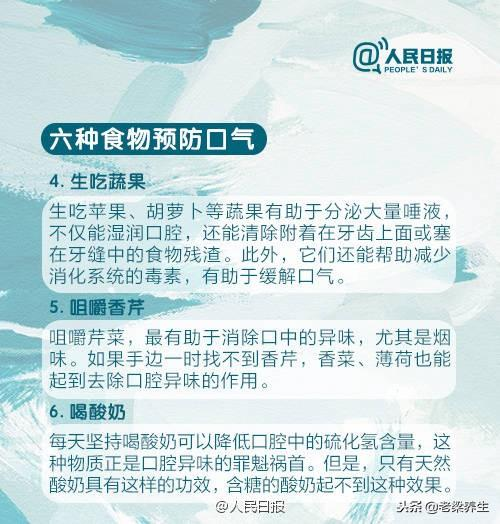 @人民日报
PEOPLE'S DAILY
六种食物预防口气
4. 生吃蔬果
生吃苹果、胡萝卜等蔬果有助于分泌大量唾液，
不仅能湿润口腔，还能清除附着在牙齿上面或塞
在牙缝中的食物残渣。此外，它们还能帮助减少
消化系统的毒素，有助于缓解口气。
5. 咀嚼香芹
咀嚼芹菜，最有助于消除口中的异味，尤其是烟
味。如果手边一时找不到香芹，香菜、薄荷也能
起到去除口腔异味的作用。
6. 喝酸奶
每天坚持喝酸奶可以降低口腔中的硫化氢含量，这
种物质正是口腔异味的罪魁祸首。但是，只有天然
酸奶具有这样的功效，含糖的酸奶起不到这种效果。
@人民日报
头条@老梁养生